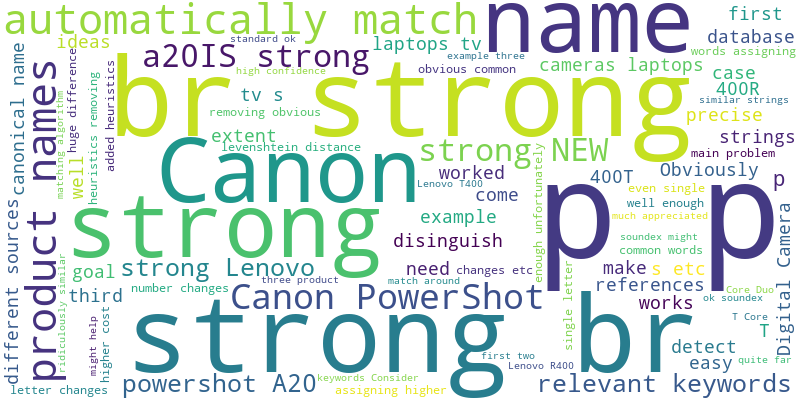 automatically match
name
first
ideas
standard ok
laptops tv
database
a20IS strong
example three
words assigning
obvious common
cameras laptops
case
high confidence
tv s
400R
similar strings
br strong
removing obvious
precise
canonical name
huge difference
added heuristics
heuristics removing
matching algorithm
well
extent
levenshtein distance
strong NEW
strings
main problem
Canon
worked
Obviously
product names
Lenovo T400
400T
p
even single
come
well enough
p p
strong
example
much appreciated
enough unfortunately
soundex might
disinguish
common words
different sources
ridiculously similar
goal
strong Lenovo
need
changes etc
make
s etc
Digital Camera
number changes
three product
match around
references
Core Duo
third
Canon PowerShot
single letter
works
ok soundex
might help
higher cost
strong br
T Core
T
detect
first two
easy
quite far
Lenovo R400
letter changes
powershot A20
keywords Consider
assigning higher
relevant keywords